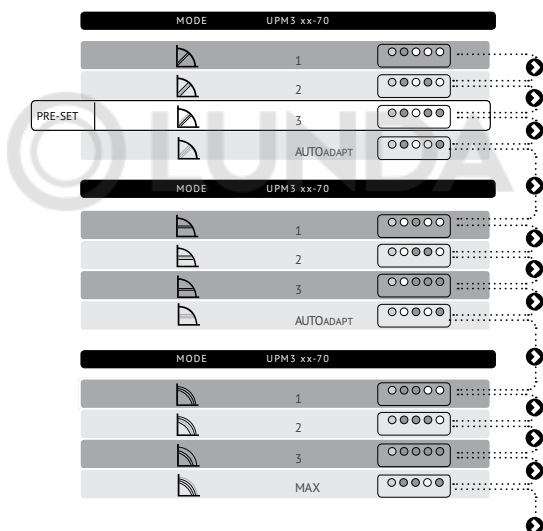 MODE UPM3 xx-70
1
2
PRE-SET 3
AUTOADAPT
LUNDA
MODE UPM3 xx-70
1
2
3
AUTOADAPT
MODE UPM3 xx-70
1
2
3
MAX